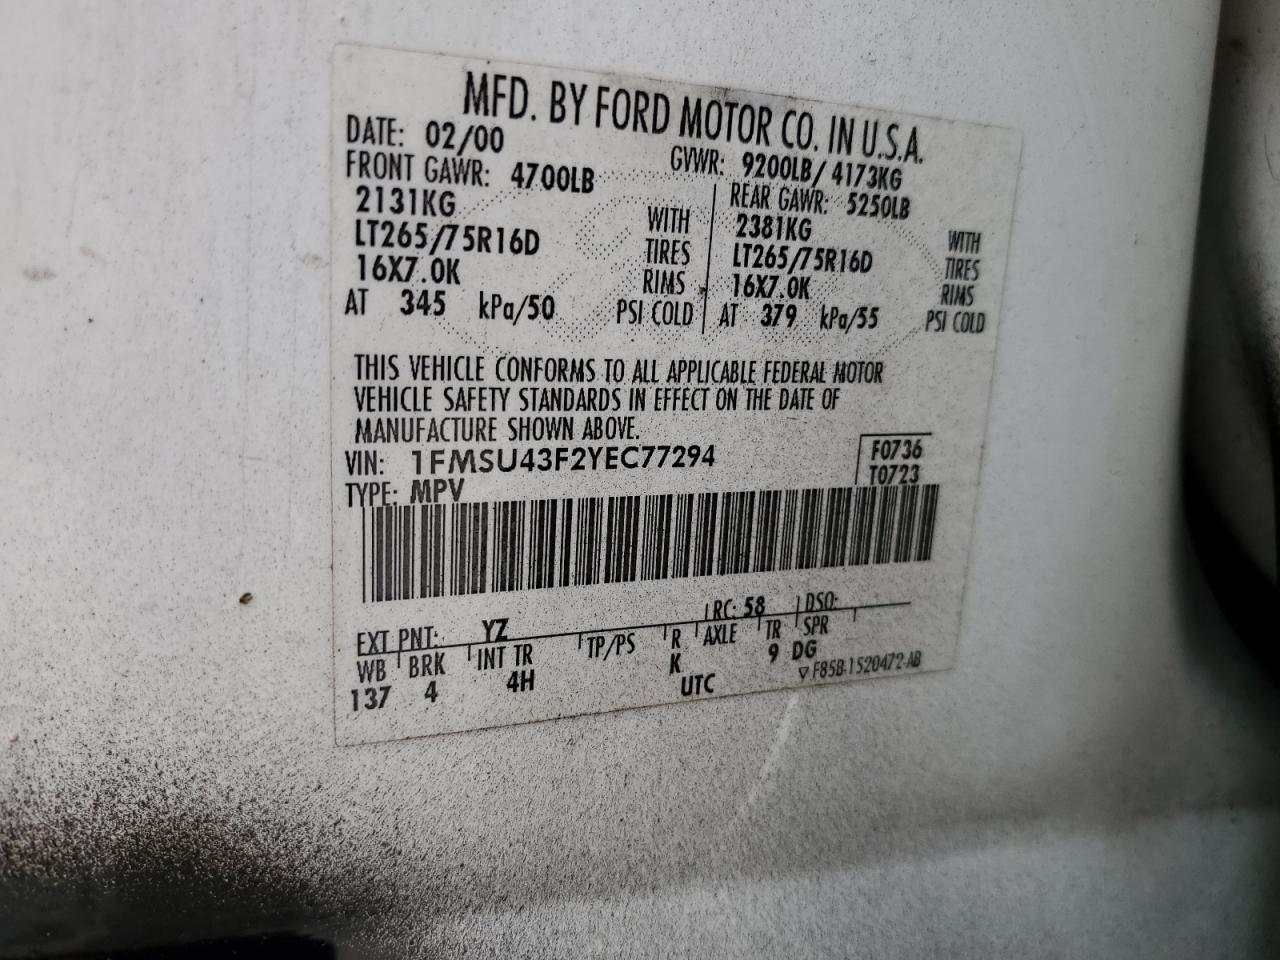 MFD. BY FORD MOTOR CO. IN U.S.A.
DATE: 02/00 GVWR: 9200LB/ 4173KG
FRONT GAWR: 4700LB REAR GAWR: 5250LB
2131KG WITH 2381KG WITH
LT265/75R16D TIRES LT265/75R16D TIRES
16X7.0K RIMS 16X7.0K RIMS
AT 345 kPa/50 PSI COLD AT 379 kPa/55 PSI COLD
THIS VEHICLE CONFORMS TO ALL APPLICABLE FEDERAL MOTOR
VEHICLE SAFETY STANDARDS IN EFFECT ON THE DATE OF
MANUFACTURE SHOWN ABOVE.
VIN: 1FMSU43F2YEC77294 F0736
TYPE: MPV T0723
EXT PNT: YZ RC: 58 DSO:
WB BRK INT TR TP/PS R AXLE TR SPR
137 4 4H K 9 DG
UTC ▽ F85B-1520472-AB